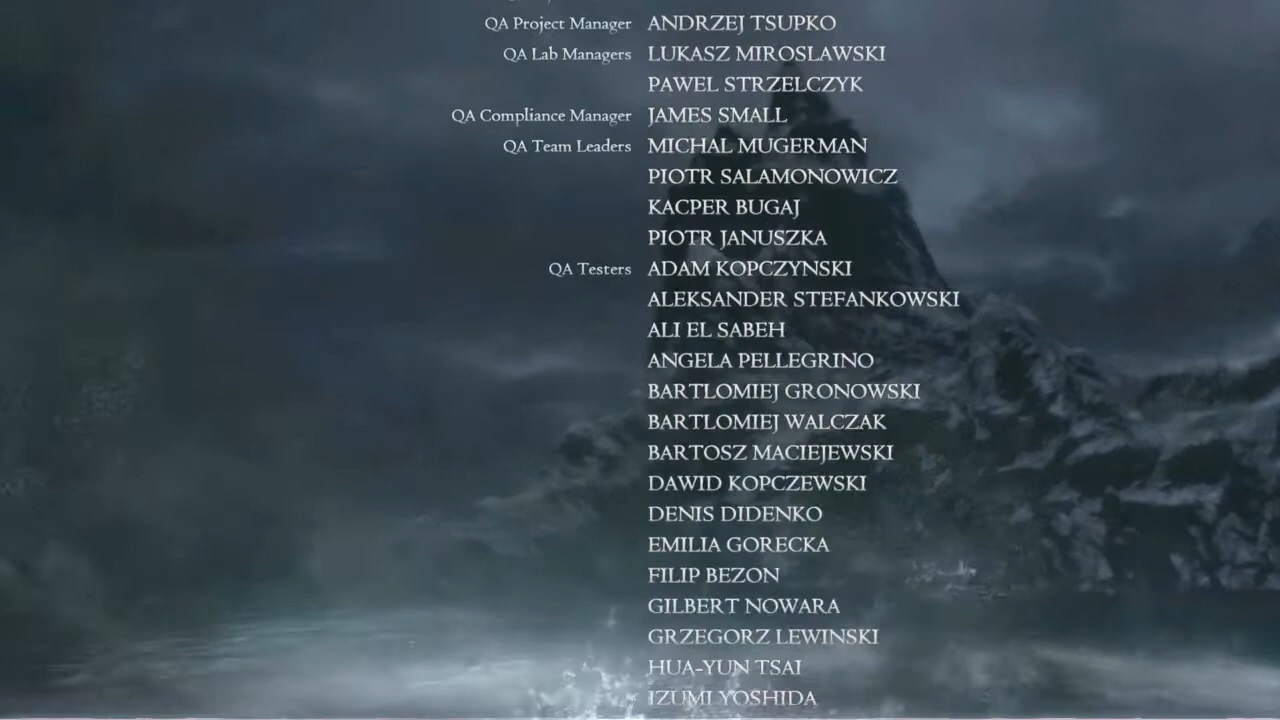 QA Project Manager ANDRZEJ TSUPKO
QA Lab Managers LUKASZ MIROSLAWSKI
PAWEL STRZELCZYK
QA Compliance Manager JAMES SMALL
QA Team Leaders MICHAL MUGERMAN
PIOTR SALAMONOWICZ
KACPER BUGAJ
PIOTR JANUSZKA
QA Testers ADAM KOPCZYNSKI
ALEKSANDER STEFANKOWSKI
ALI EL SABEH
ANGELA PELLEGRINO
BARTLOMIEJ GRONOWSKI
BARTLOMIEJ WALCZAK
BARTOSZ MACIEJEWSKI
DAWID KOPCZEWSKI
DENIS DIDENKO
EMILIA GORECKA
FILIP BEZON
GILBERT NOWARA
GRZEGORZ LEWINSKI
HUA-YUN TSAI
IZUMI YOSHIDA